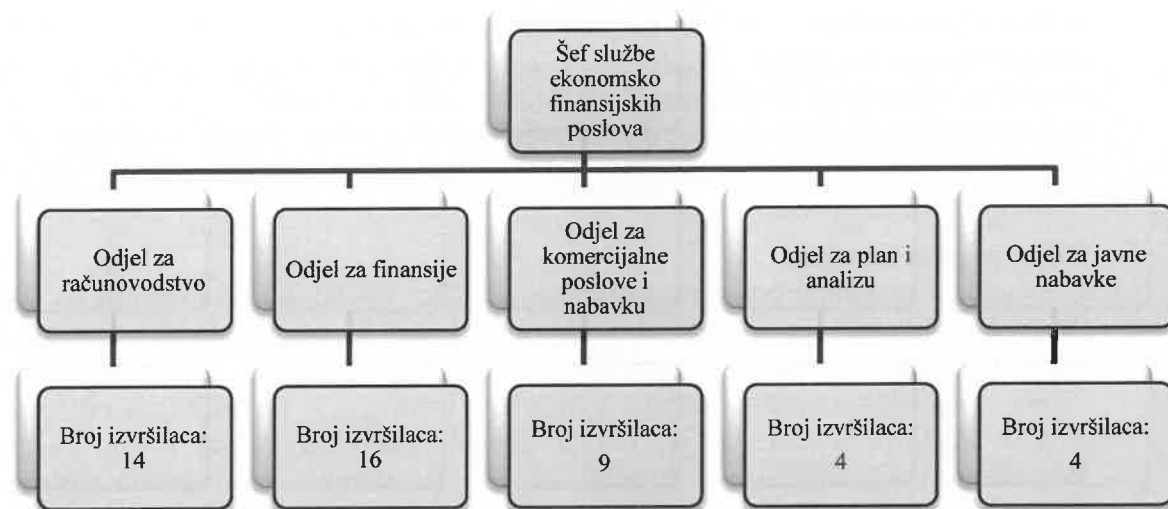 Šef službe
ekonomsko
finansijskih
poslova
Odjel za
računovodstvo
Odjel za finansije
Odjel za
komercijalne
poslove i
nabavku
Odjel za plan i
analizu
Odjel za javne
nabavke
Broj izvršilaca:
14
Broj izvršilaca:
16
Broj izvršilaca:
9
Broj izvršilaca:
4
Broj izvršilaca:
4